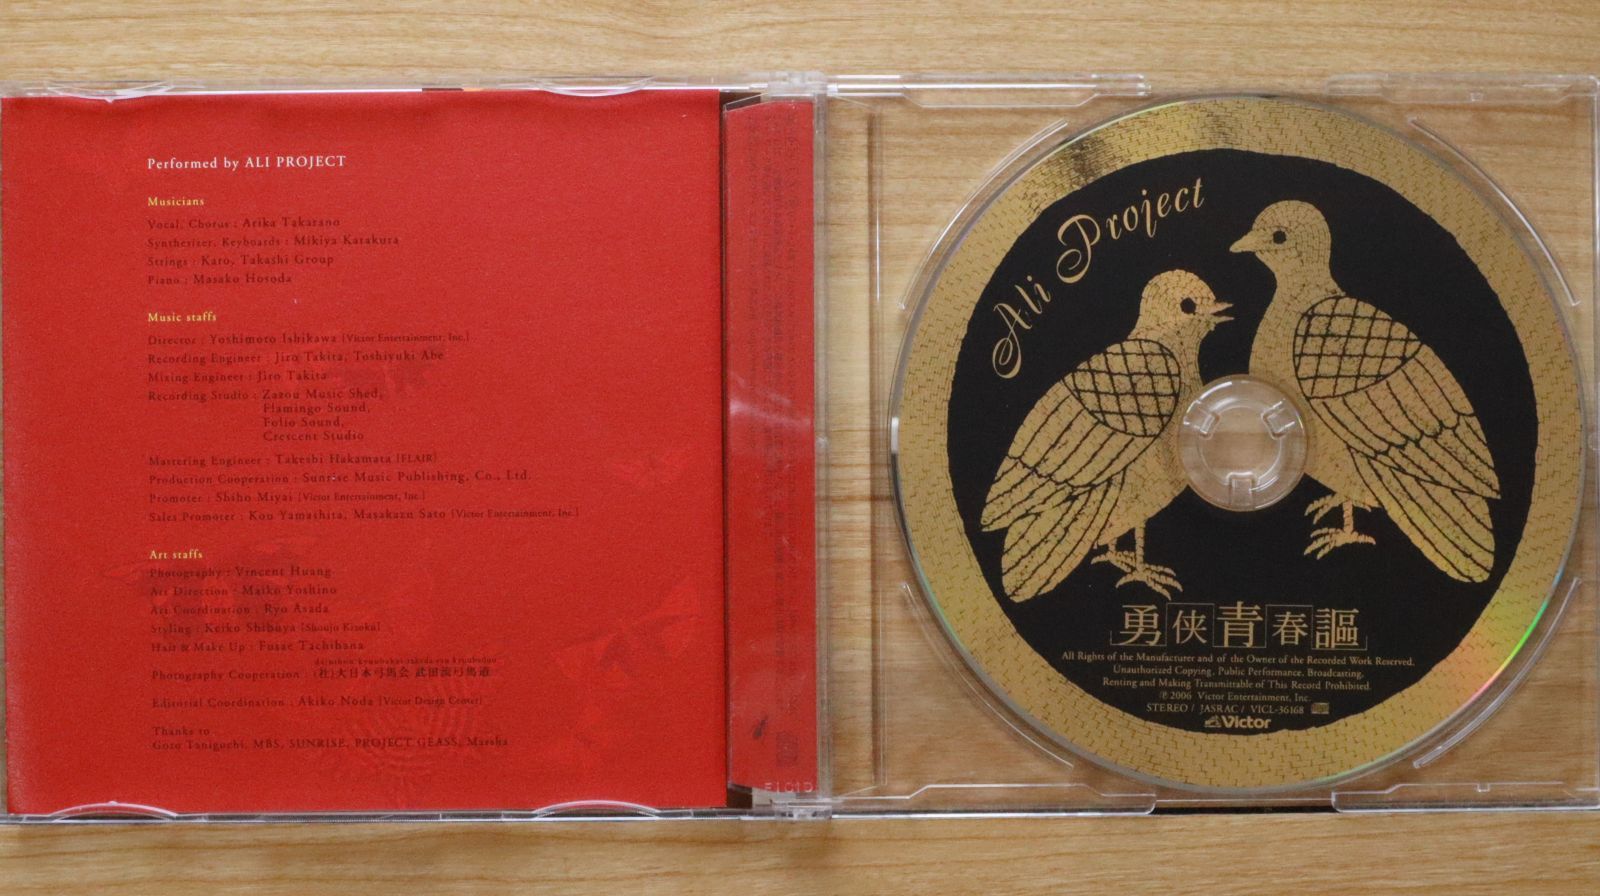 Performed by ALI PROJECT
Musicians
Vocal, Chorus : Arika Takarano
Synthesizer, Keyboards : Mikiya Katakura
Strings : Karo, Takashi Group
Piano : Masako Hosoda
Music staffs
Director : Yoshimoto Ishikawa [Victor Entertainment, Inc.]
Recording Engineer : Jiro Takita, Toshiyuki Abe
Mixing Engineer : Jiro Takita
Recording Studio : Zazou Music Shed,
Flamingo Sound,
Folio Sound,
Crescent Studio
Mastering Engineer : Takeshi Hakamata [FLAIR]
Production Cooperation : Sunrise Music Publishing, Co., Ltd.
Promoter : Shiho Miyai [Victor Entertainment, Inc.]
Sales Promoter : Kou Yamashita, Masakazu Sato [Victor Entertainment, Inc.]
Art staffs
Photography : Vincent Huang
Art Direction : Maiko Yoshino
Art Coordination : Ryo Asada
Styling : Keiko Shibuya [Shoujo Kizoku]
Hair & Make Up : Fusae Tachibana
Photography Cooperation : (社)大日本弓馬会 武田流弓馬道
Editorial Coordination : Akiko Noda [Victor Design Center]
Thanks to
Goro Taniguchi, MBS, SUNRISE, PROJECT GEASS, Marsha
Ali Project
勇侠青春謳
All Rights of the Manufacturer and of the Owner of the Recorded Work Reserved.
Unauthorized Copying, Public Performance, Broadcasting,
Renting and Making Transmittable of This Record Prohibited.
℗ 2006 Victor Entertainment, Inc.
STEREO / JASRAC / VICL-36168
Victor